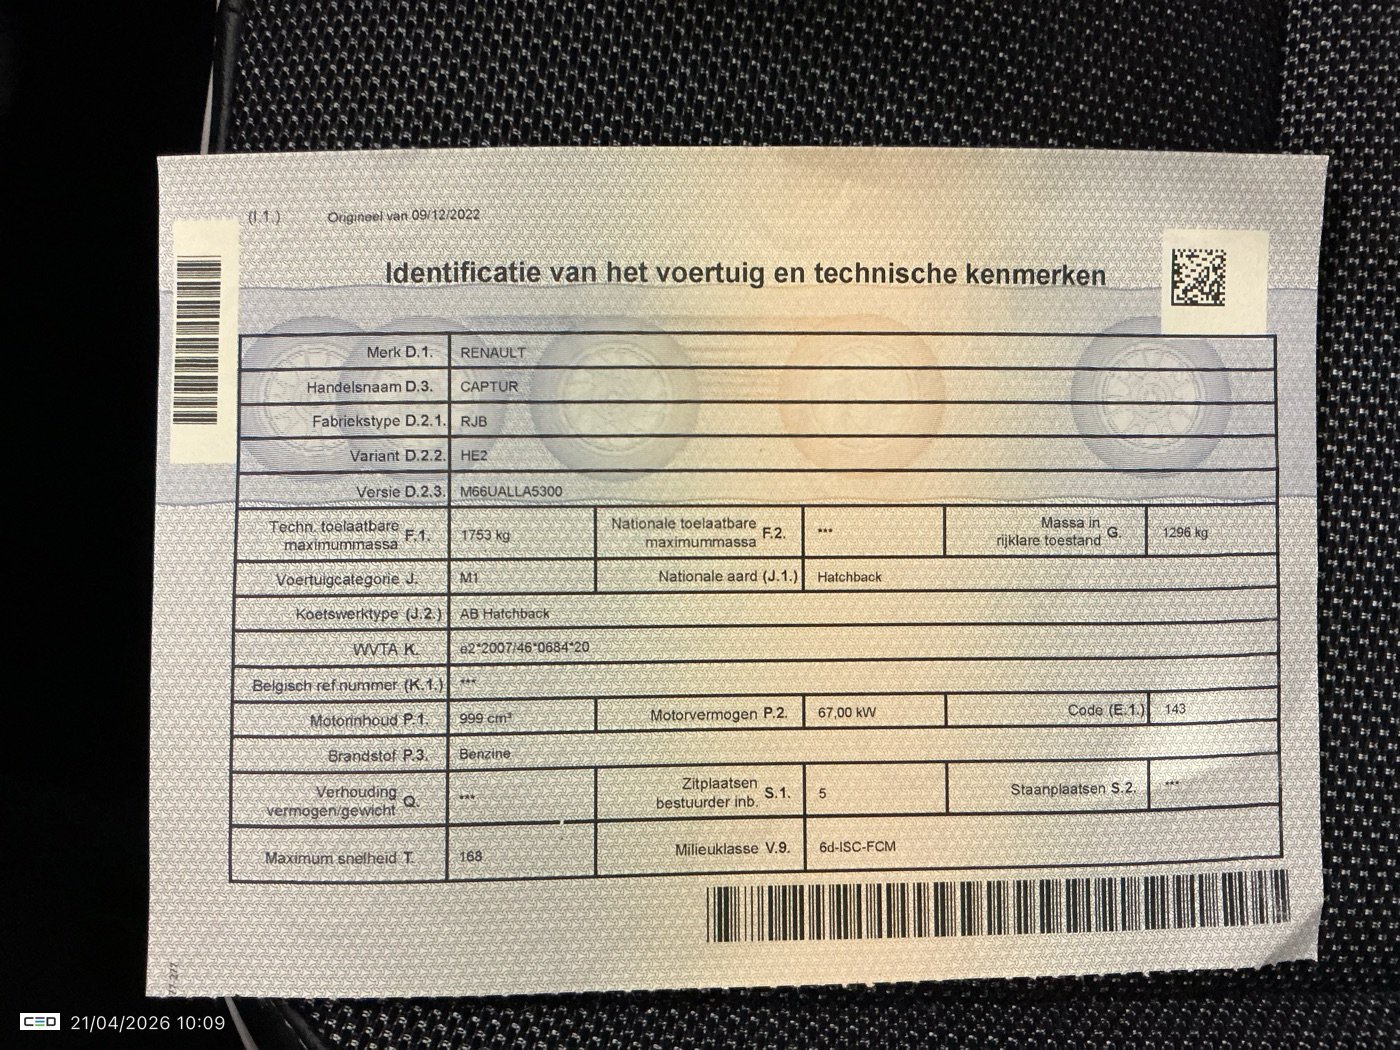 (I.1.) Origineel van 09/12/2022
Identificatie van het voertuig en technische kenmerken
Merk D.1. RENAULT
Handelsnaam D.3. CAPTUR
Fabriekstype D.2.1. RJB
Variant D.2.2. HE2
Versie D.2.3. M66UALLA5300
Techn. toelaatbare maximummassa F.1. 1753 kg Nationale toelaatbare maximummassa F.2. *** Massa in rijklare toestand G. 1296 kg
Voertuigcategorie J. M1 Nationale aard (J.1.) Hatchback
Koetswerktype (J.2.) AB Hatchback
WVTA K. e2*2007/46*0684*20
Belgisch ref.nummer (K.1.) ***
Motorinhoud P.1. 999 cm³ Motorvermogen P.2. 67,00 kW Code (E.1.) 143
Brandstof P.3. Benzine
Verhouding vermogen/gewicht Q. *** Zitplaatsen bestuurder inb. S.1. 5 Staanplaatsen S.2. ***
Maximum snelheid T. 168 Milieuklasse V.9. 6d-ISC-FCM
CED 21/04/2026 10:09